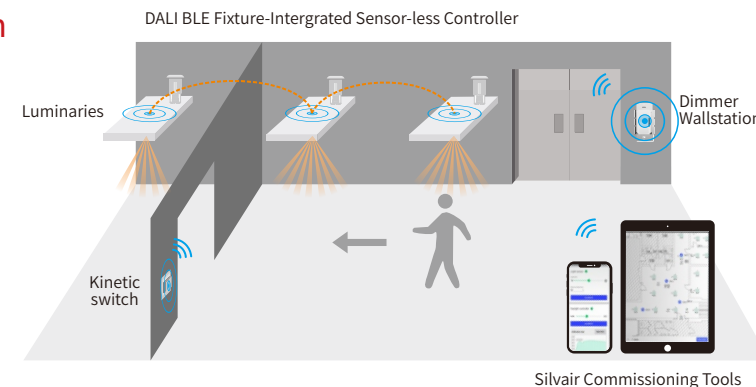 n
DALI BLE Fixture-Intergrated Sensor-less Controller
Luminaries
Dimmer
Wallstation
Kinetic
switch
Silvair Commissioning Tools